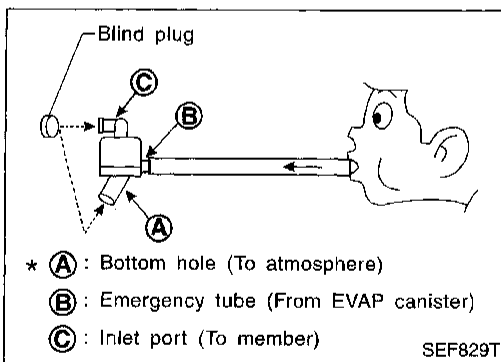 Blind plug
C
B
A
* A : Bottom hole (To atmosphere)
B : Emergency tube (From EVAP canister)
C : Inlet port (To member)
SEF829T